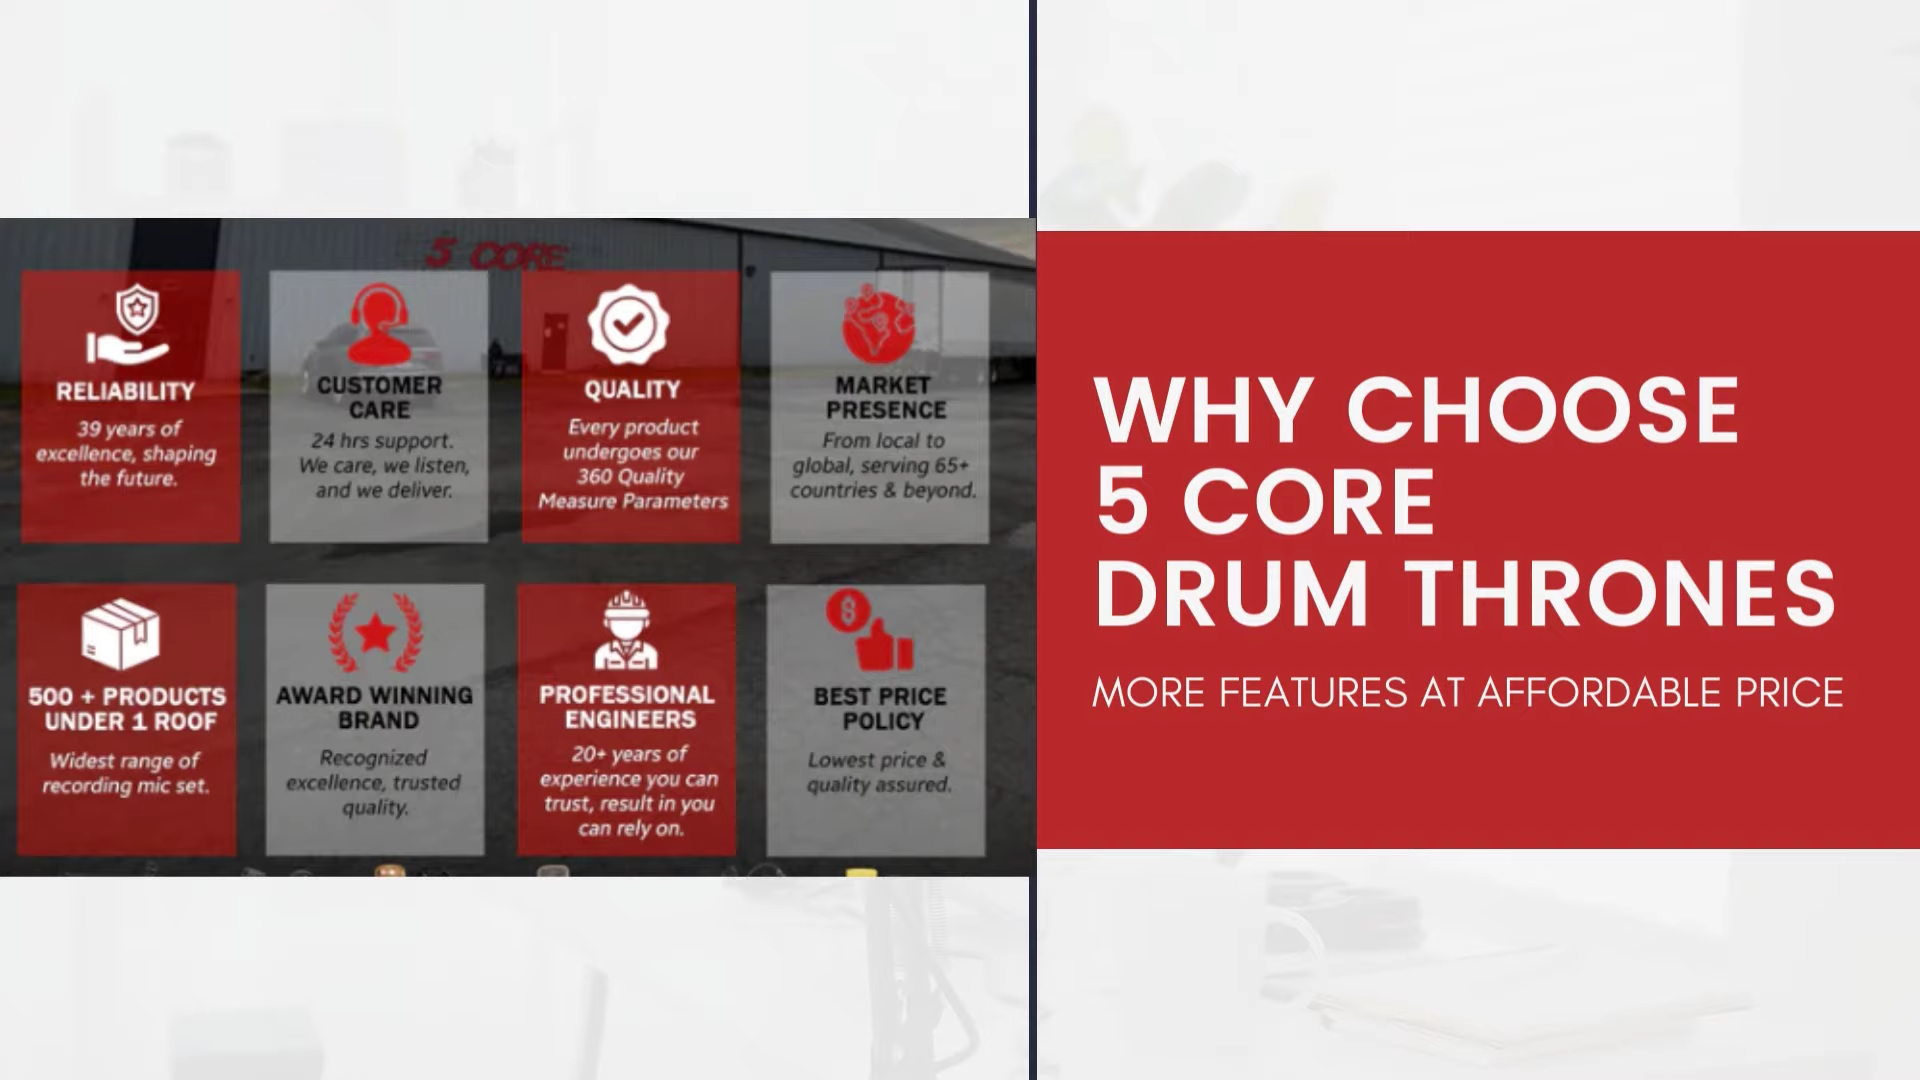 5 CORE
RELIABILITY
39 years of
excellence, shaping
the future.
CUSTOMER
CARE
24 hrs support.
We care, we listen,
and we deliver.
QUALITY
Every product
undergoes our
360 Quality
Measure Parameters
MARKET
PRESENCE
From local to
global, serving 65+
countries & beyond.
500 + PRODUCTS
UNDER 1 ROOF
Widest range of
recording mic set.
AWARD WINNING
BRAND
Recognized
excellence, trusted
quality.
PROFESSIONAL
ENGINEERS
20+ years of
experience you can
trust, result in you
can rely on.
$
BEST PRICE
POLICY
Lowest price &
quality assured.
WHY CHOOSE
5 CORE
DRUM THRONES
MORE FEATURES AT AFFORDABLE PRICE